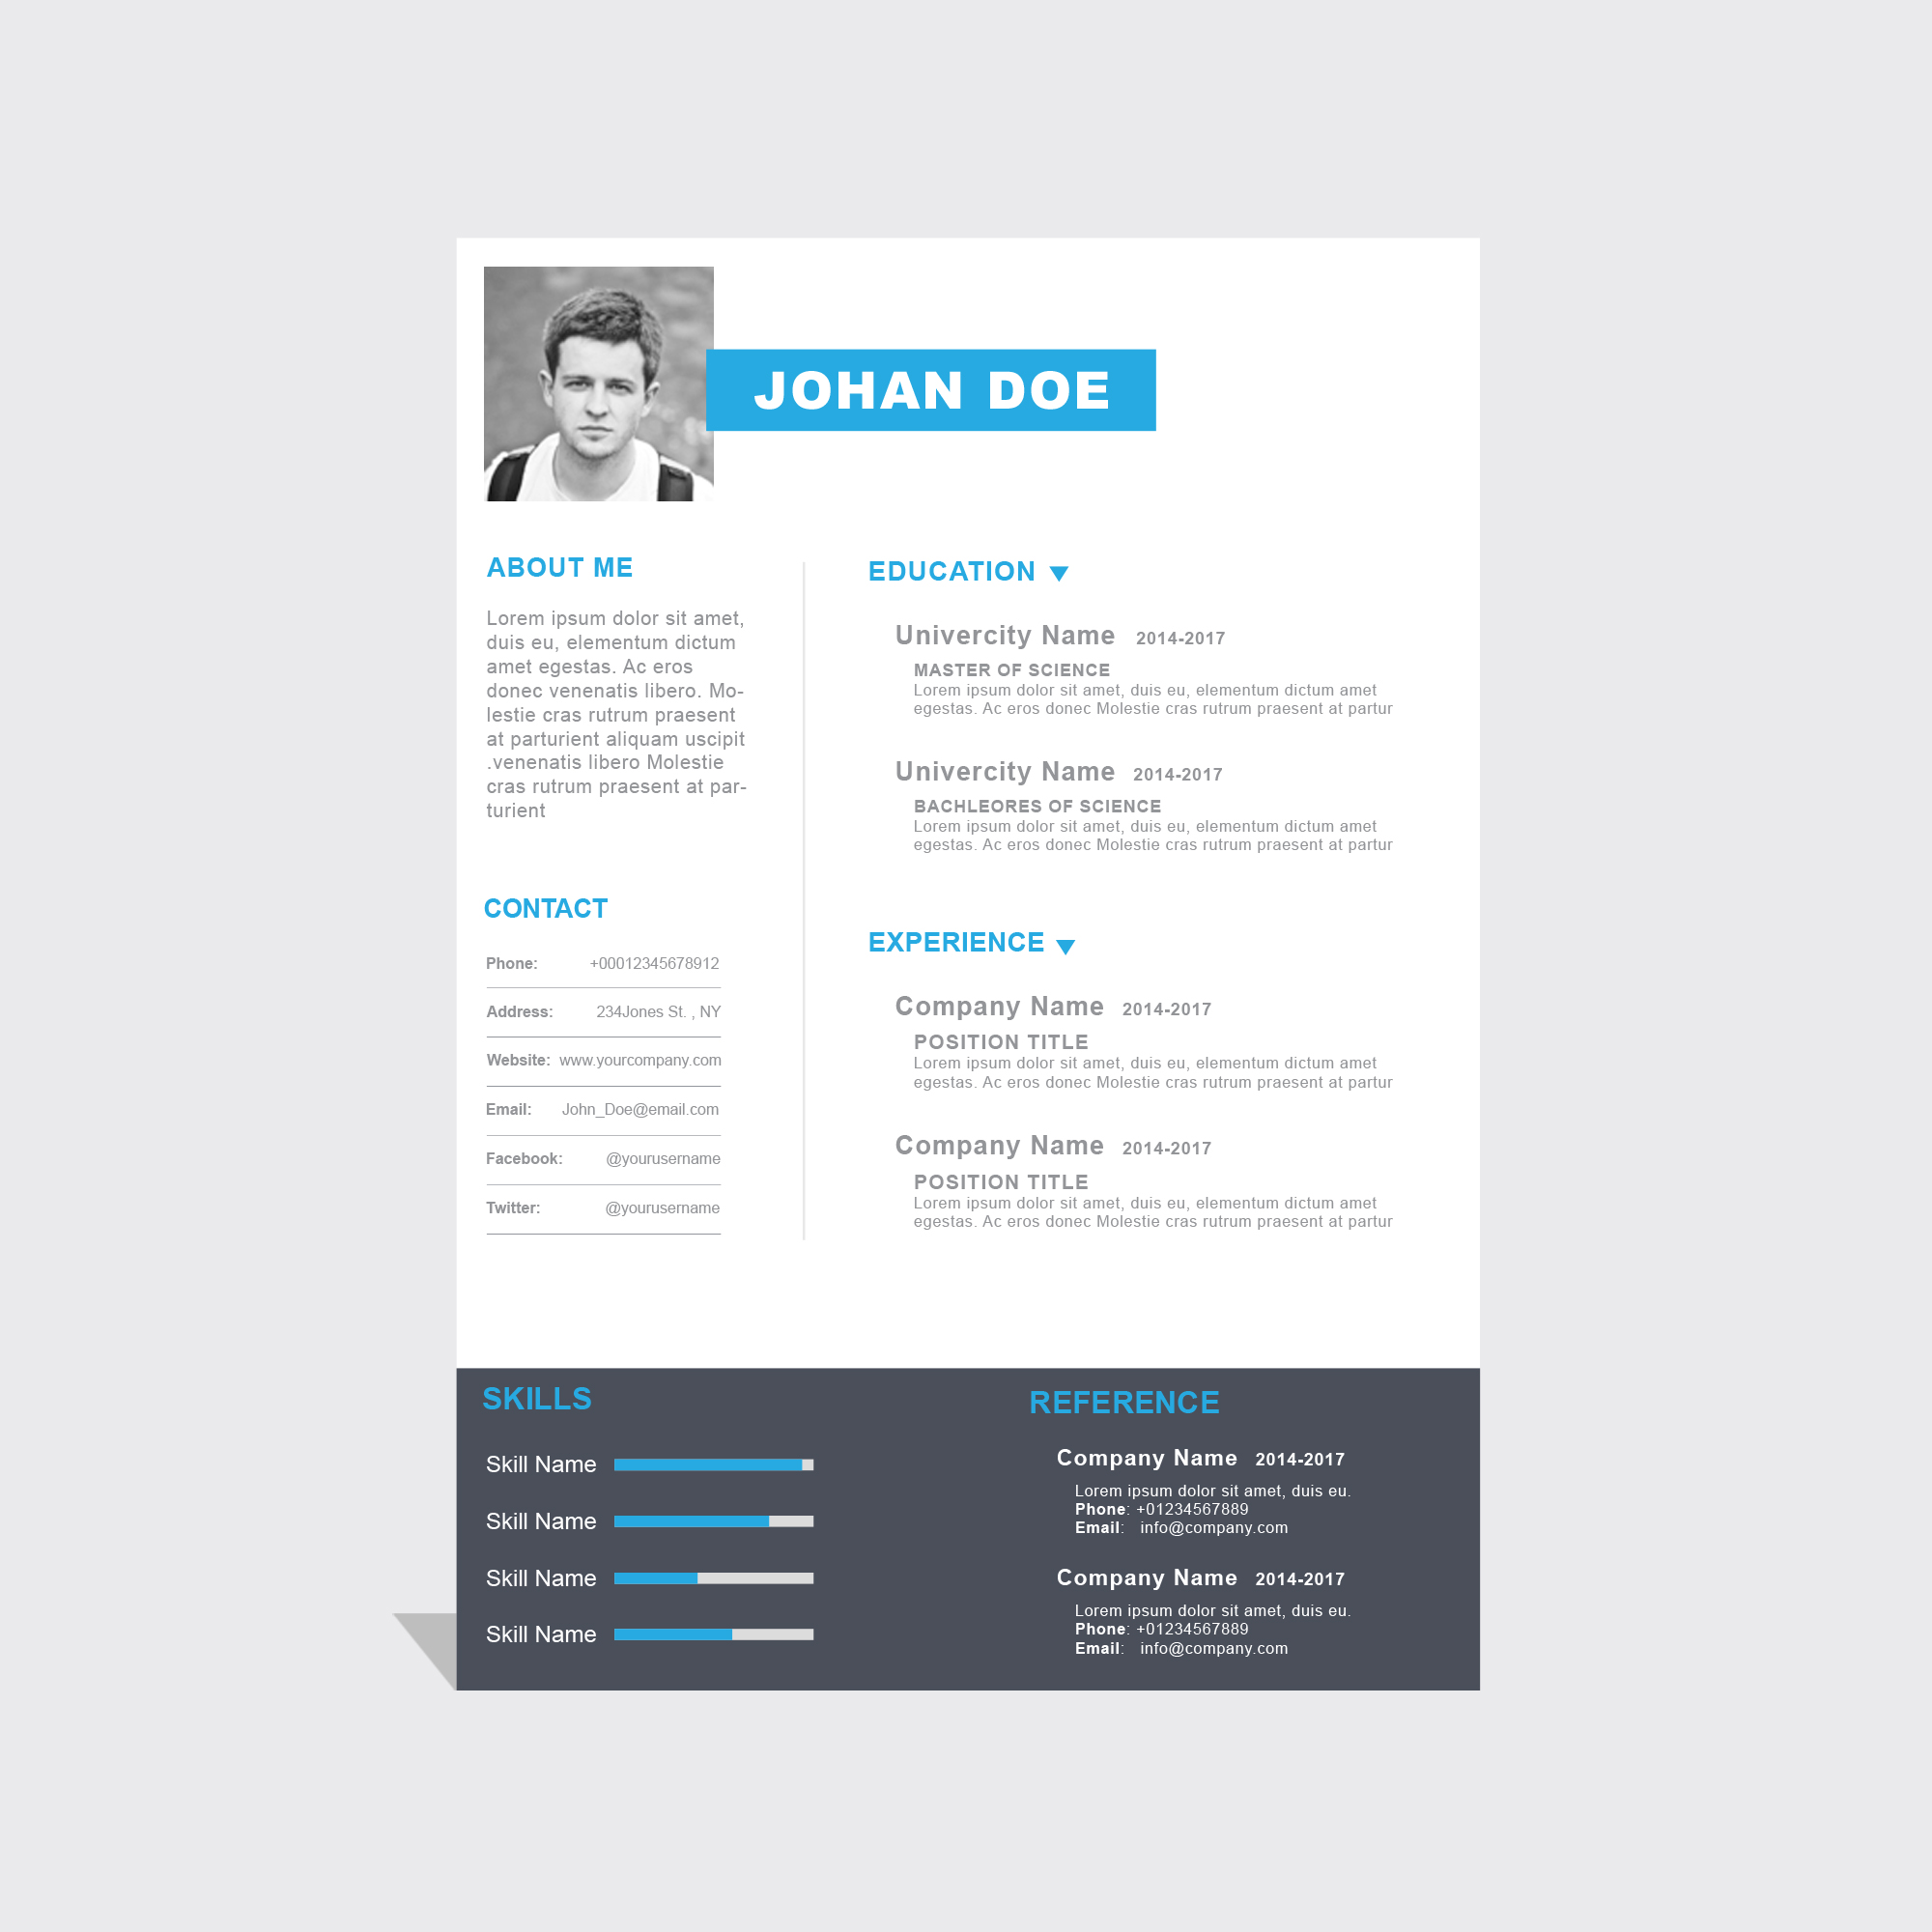 JOHAN DOE
ABOUT ME
Lorem ipsum dolor sit amet,
duis eu, elementum dictum
amet egestas. Ac eros
donec venenatis libero. Mo-
lestie cras rutrum praesent
at parturient aliquam uscipit
.venenatis libero Molestie
cras rutrum praesent at par-
turient
CONTACT
Phone: +00012345678912
Address: 234Jones St. , NY
Website: www.yourcompany.com
Email: John_Doe@email.com
Facebook: @yourusername
Twitter: @yourusername
EDUCATION
Univercity Name 2014-2017
MASTER OF SCIENCE
Lorem ipsum dolor sit amet, duis eu, elementum dictum amet
egestas. Ac eros donec Molestie cras rutrum praesent at partur
Univercity Name 2014-2017
BACHLEORES OF SCIENCE
Lorem ipsum dolor sit amet, duis eu, elementum dictum amet
egestas. Ac eros donec Molestie cras rutrum praesent at partur
EXPERIENCE
Company Name 2014-2017
POSITION TITLE
Lorem ipsum dolor sit amet, duis eu, elementum dictum amet
egestas. Ac eros donec Molestie cras rutrum praesent at partur
Company Name 2014-2017
POSITION TITLE
Lorem ipsum dolor sit amet, duis eu, elementum dictum amet
egestas. Ac eros donec Molestie cras rutrum praesent at partur
SKILLS
Skill Name
Skill Name
Skill Name
Skill Name
REFERENCE
Company Name 2014-2017
Lorem ipsum dolor sit amet, duis eu.
Phone: +01234567889
Email: info@company.com
Company Name 2014-2017
Lorem ipsum dolor sit amet, duis eu.
Phone: +01234567889
Email: info@company.com